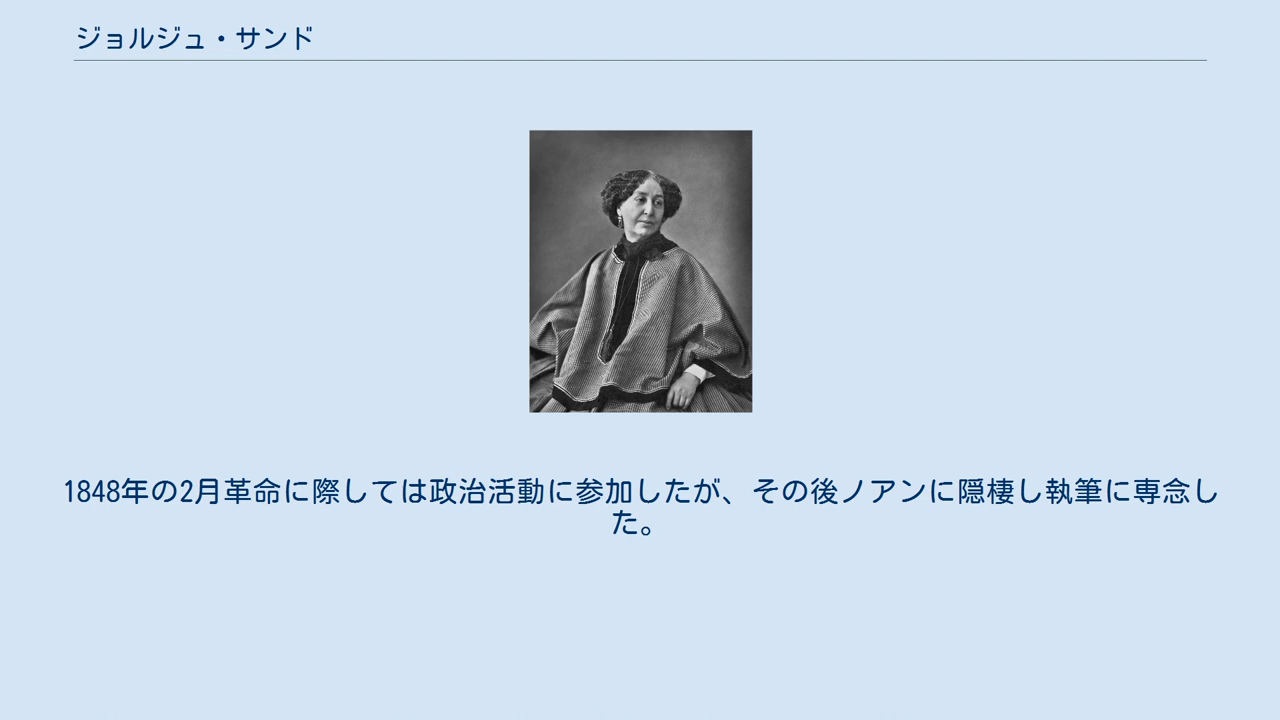 ジョルジュ・サンド
1848年の2月革命に際しては政治活動に参加したが、その後ノアンに隠棲し執筆に専念し
た。